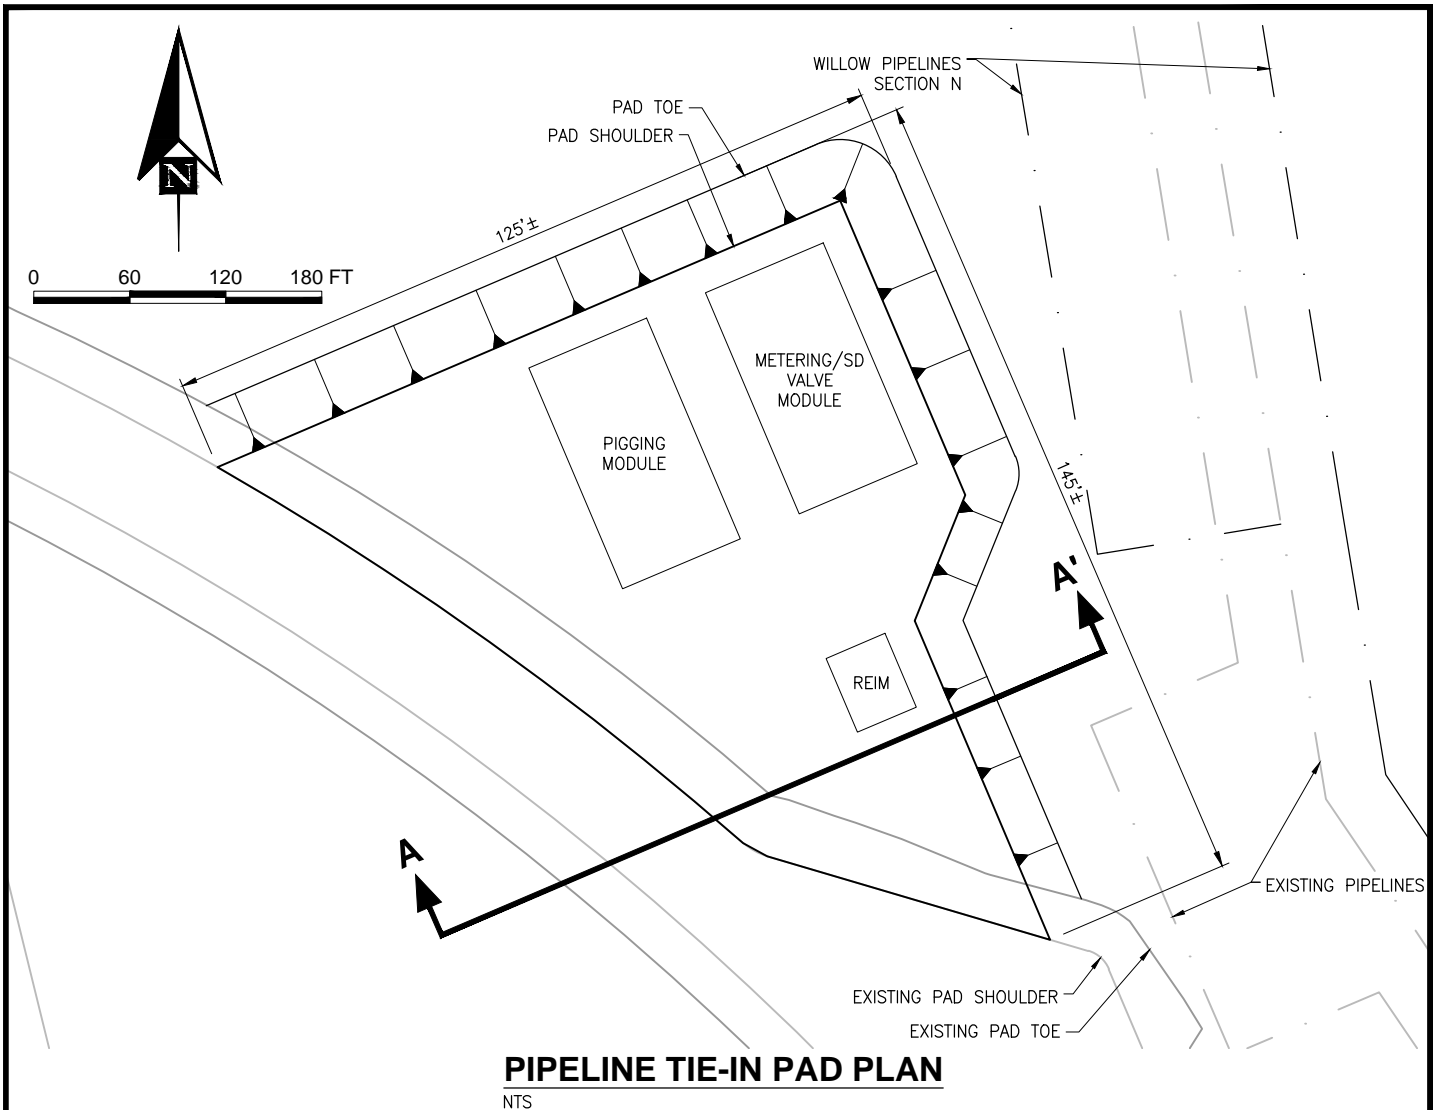 WILLOW PIPELINES
SECTION N
PAD TOE
PAD SHOULDER
N
125'±
0 60 120 180 FT
METERING/SD
VALVE
MODULE
PIGGING
MODULE
145'±
A'
REIM
A
EXISTING PIPELINES
EXISTING PAD SHOULDER
EXISTING PAD TOE
PIPELINE TIE-IN PAD PLAN
NTS